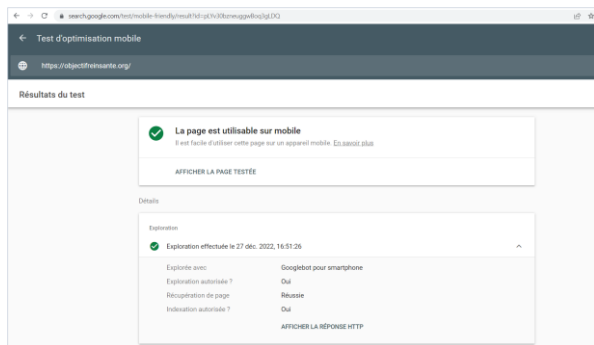 search.google.com/test/mobile-friendly/result?id=
Test d'optimisation mobile
https://objectifreinsante.org/
Résultats du test
La page est utilisable sur mobile
Il est facile d'utiliser cette page sur un appareil mobile. En savoir plus
AFFICHER LA PAGE TESTÉE
Détails
Exploration
Exploration effectuée le 27 déc. 2022, 16:51:26
Explorée avec Googlebot pour smartphone
Exploration autorisée ? Oui
Récupération de page Réussie
Indexation autorisée ? Oui
AFFICHER LA RÉPONSE HTTP